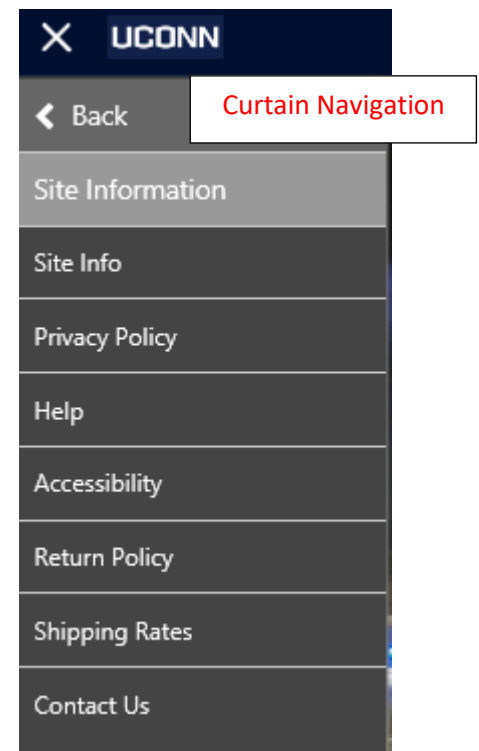 UCONN
Back
Curtain Navigation
Site Information
Site Info
Privacy Policy
Help
Accessibility
Return Policy
Shipping Rates
Contact Us